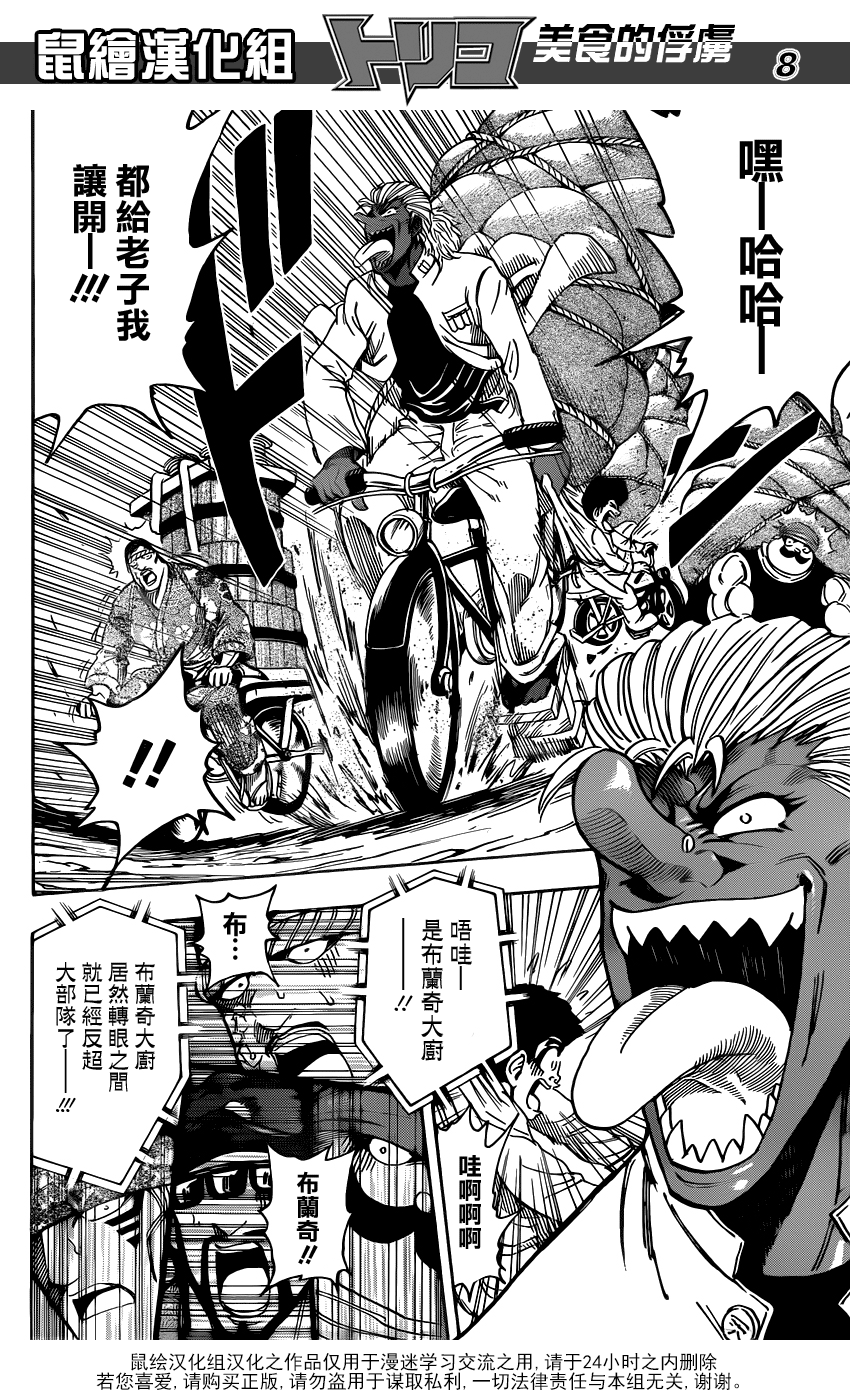 鼠繪漢化組
トリコ
美食的俘虜
8
嘿—哈哈—
都給老子我
讓開—!!!
!!
唔哇—
是布蘭奇大廚
——!!
布…
布蘭奇大廚
居然轉眼之間
就已經反超
大部隊了——!!!
哇啊啊啊
布蘭奇!!
鼠绘汉化组汉化之作品仅用于漫迷学习交流之用, 请于24小时之内删除
若您喜爱, 请购买正版, 请勿盗用于谋取私利, 一切法律责任与本组无关, 谢谢。